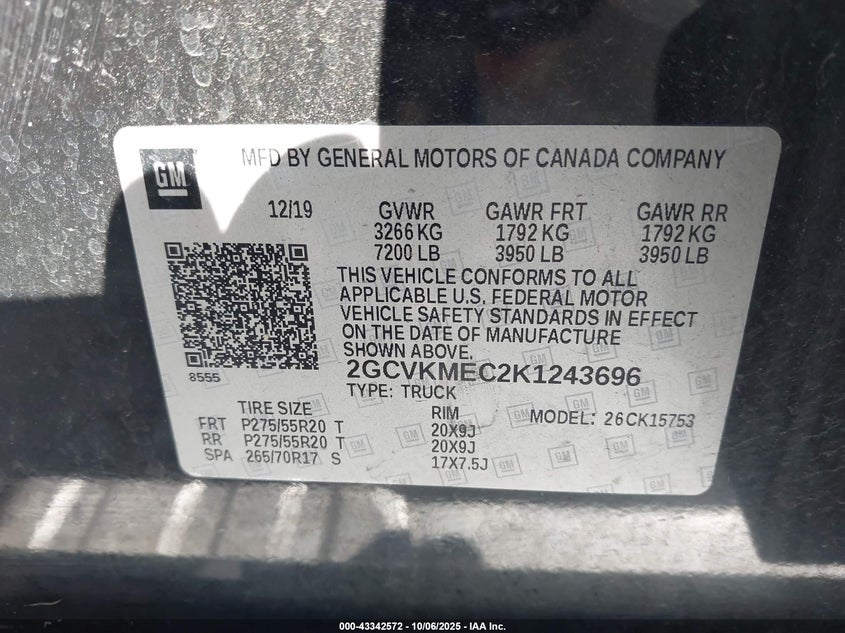 GM
MFD BY GENERAL MOTORS OF CANADA COMPANY
12/19 GVWR GAWR FRT GAWR RR
3266 KG 1792 KG 1792 KG
7200 LB 3950 LB 3950 LB
THIS VEHICLE CONFORMS TO ALL
APPLICABLE U.S. FEDERAL MOTOR
VEHICLE SAFETY STANDARDS IN EFFECT
ON THE DATE OF MANUFACTURE
SHOWN ABOVE.
8555
2GCVKMEC2K1243696
TYPE: TRUCK
TIRE SIZE RIM MODEL: 26CK15753
FRT P275/55R20 T 20X9J
RR P275/55R20 T 20X9J
SPA 265/70R17 S 17X7.5J
000-43342572 - 10/06/2025 - IAA Inc.